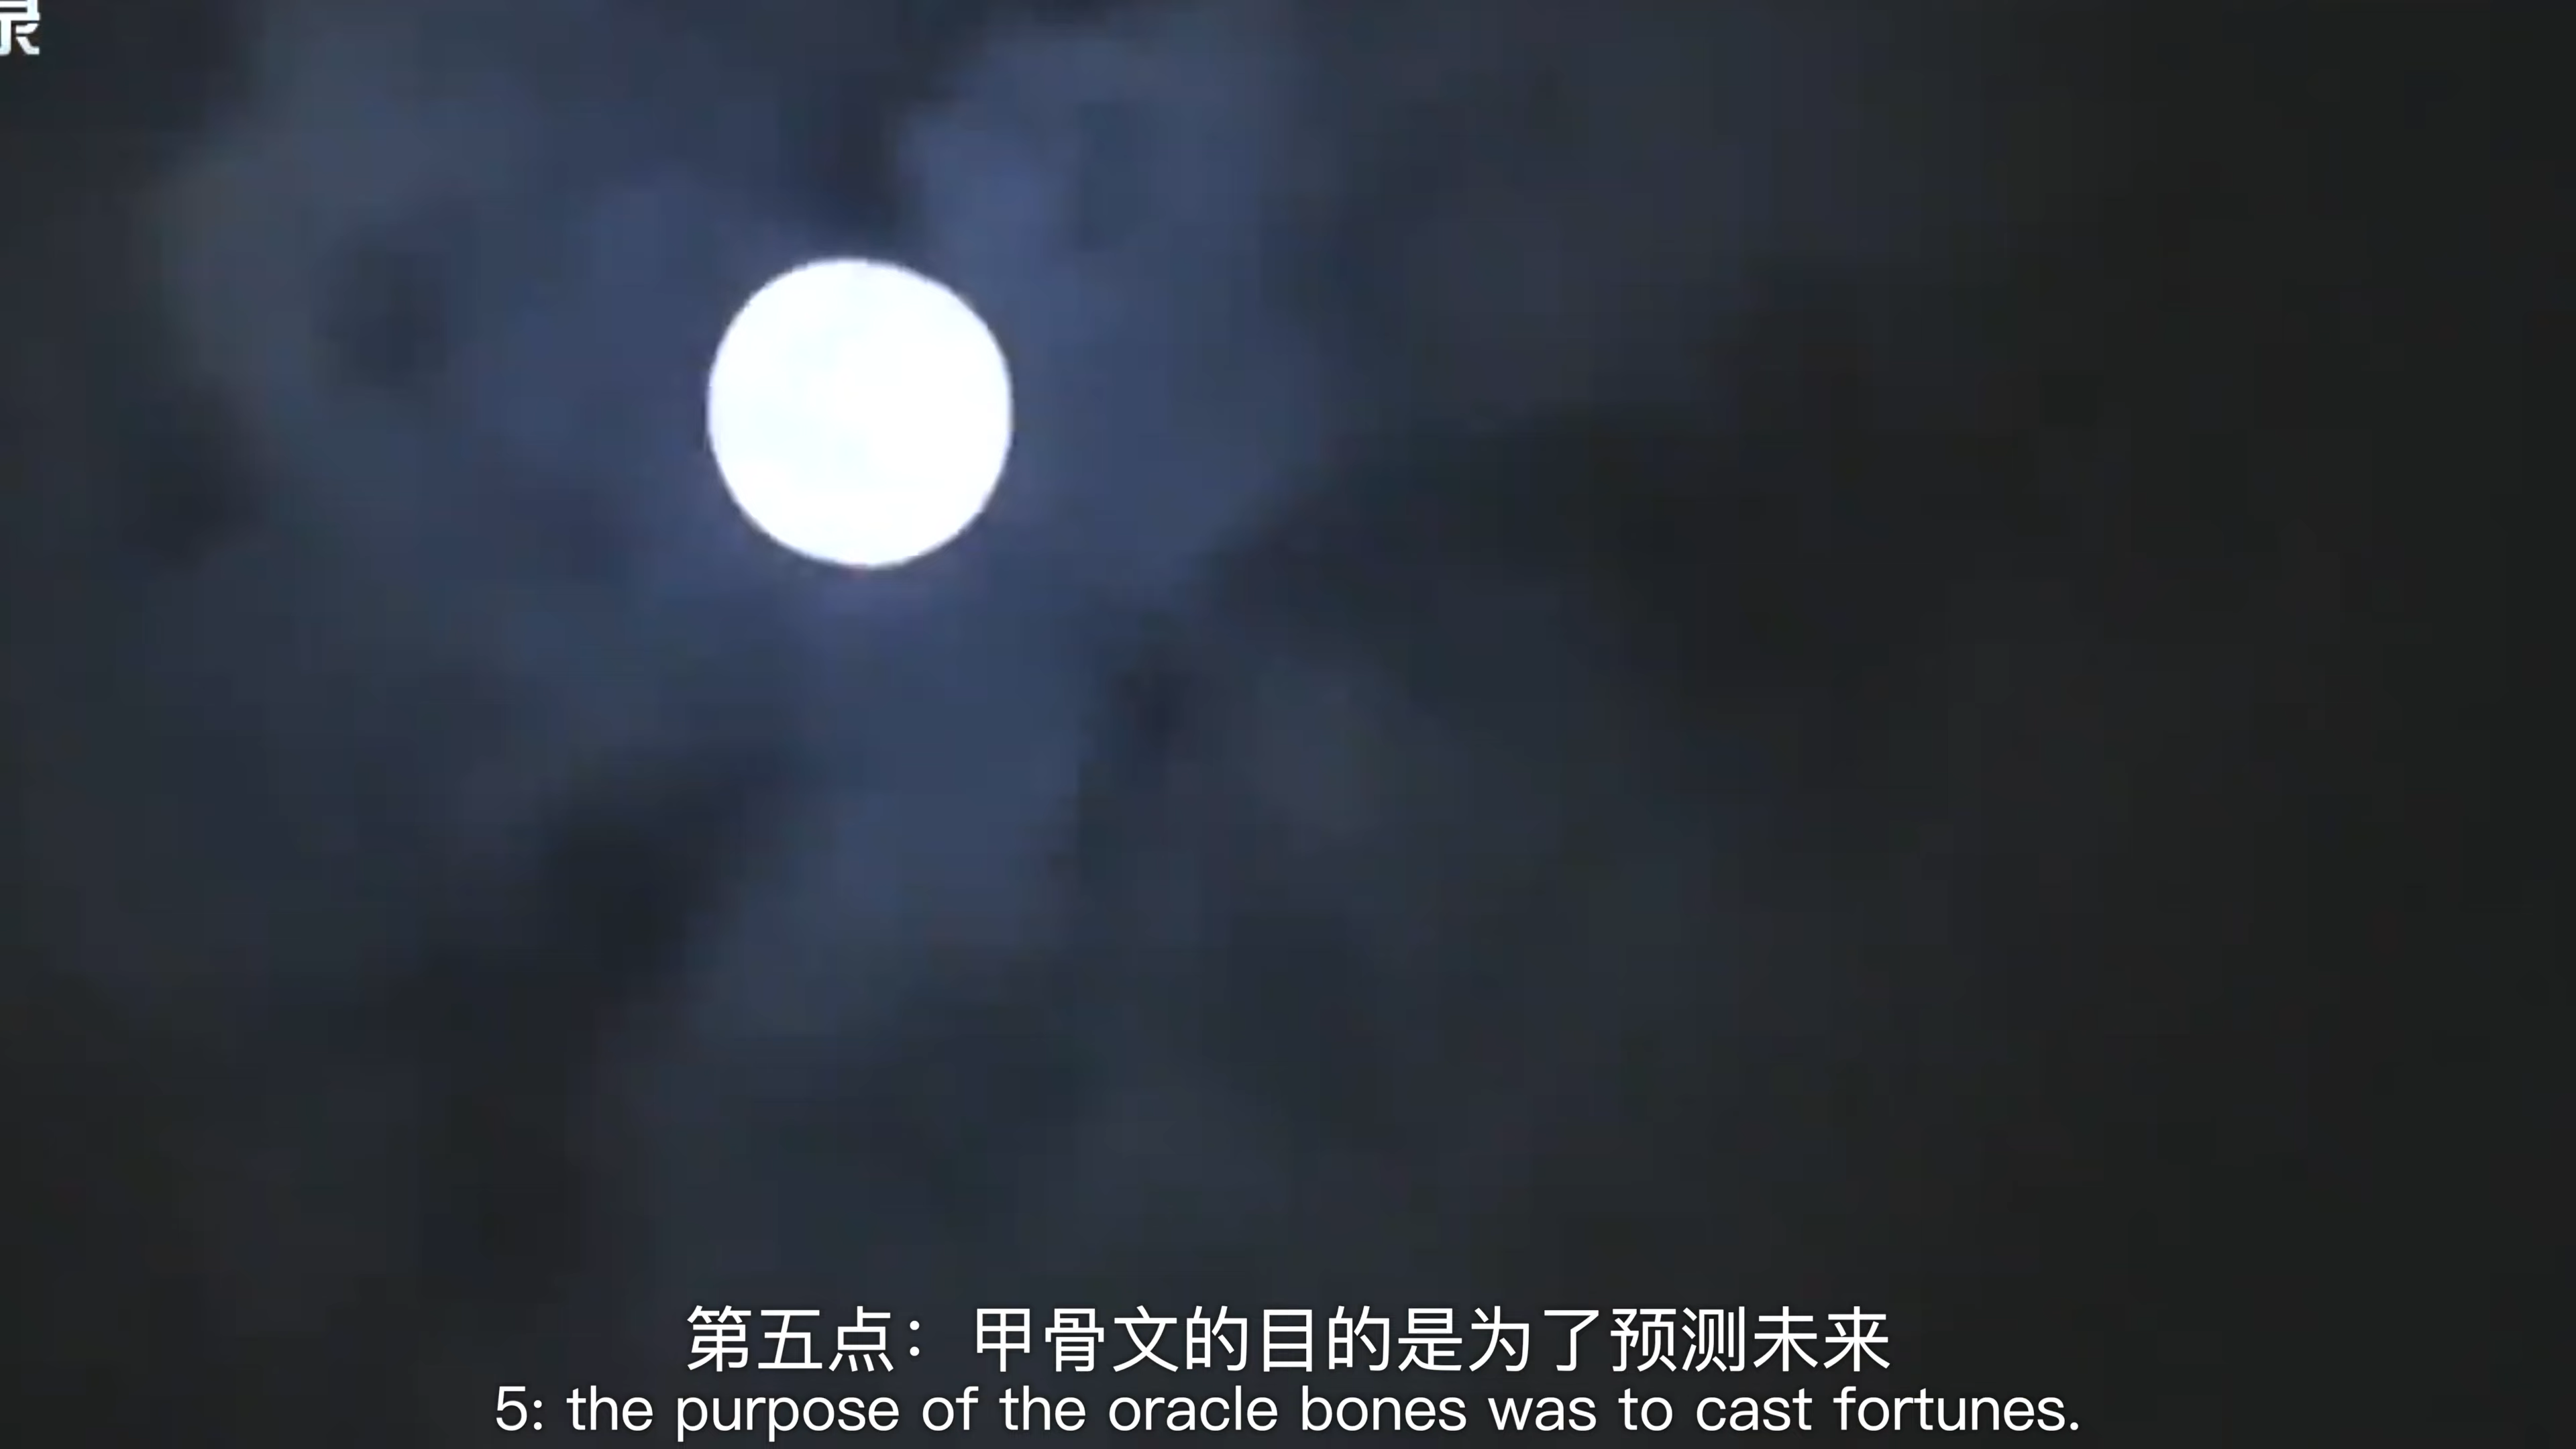 第五点：甲骨文的目的是为了预测未来
5: the purpose of the oracle bones was to cast fortunes.